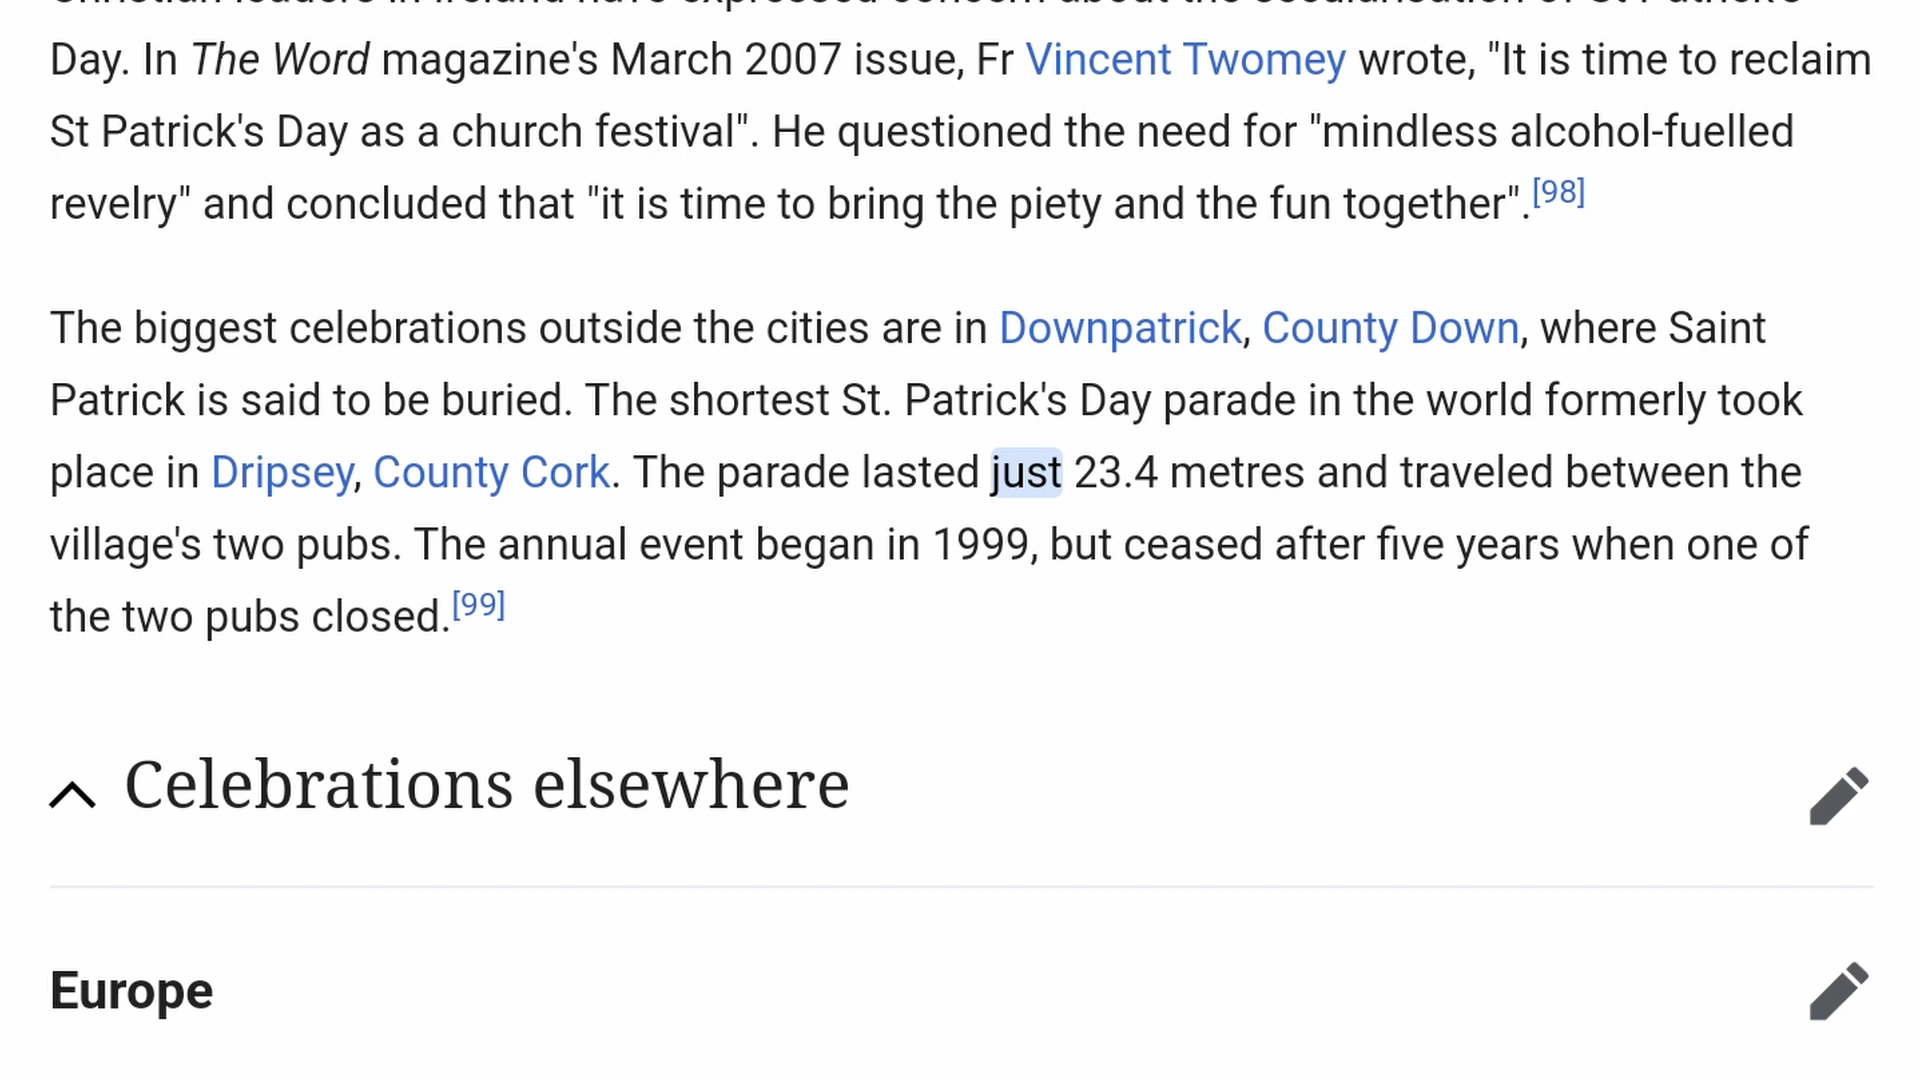 Day. In The Word magazine's March 2007 issue, Fr Vincent Twomey wrote, "It is time to reclaim
St Patrick's Day as a church festival". He questioned the need for "mindless alcohol-fuelled
revelry" and concluded that "it is time to bring the piety and the fun together".[98]
The biggest celebrations outside the cities are in Downpatrick, County Down, where Saint
Patrick is said to be buried. The shortest St. Patrick's Day parade in the world formerly took
place in Dripsey, County Cork. The parade lasted just 23.4 metres and traveled between the
village's two pubs. The annual event began in 1999, but ceased after five years when one of
the two pubs closed.[99]
Celebrations elsewhere
Europe